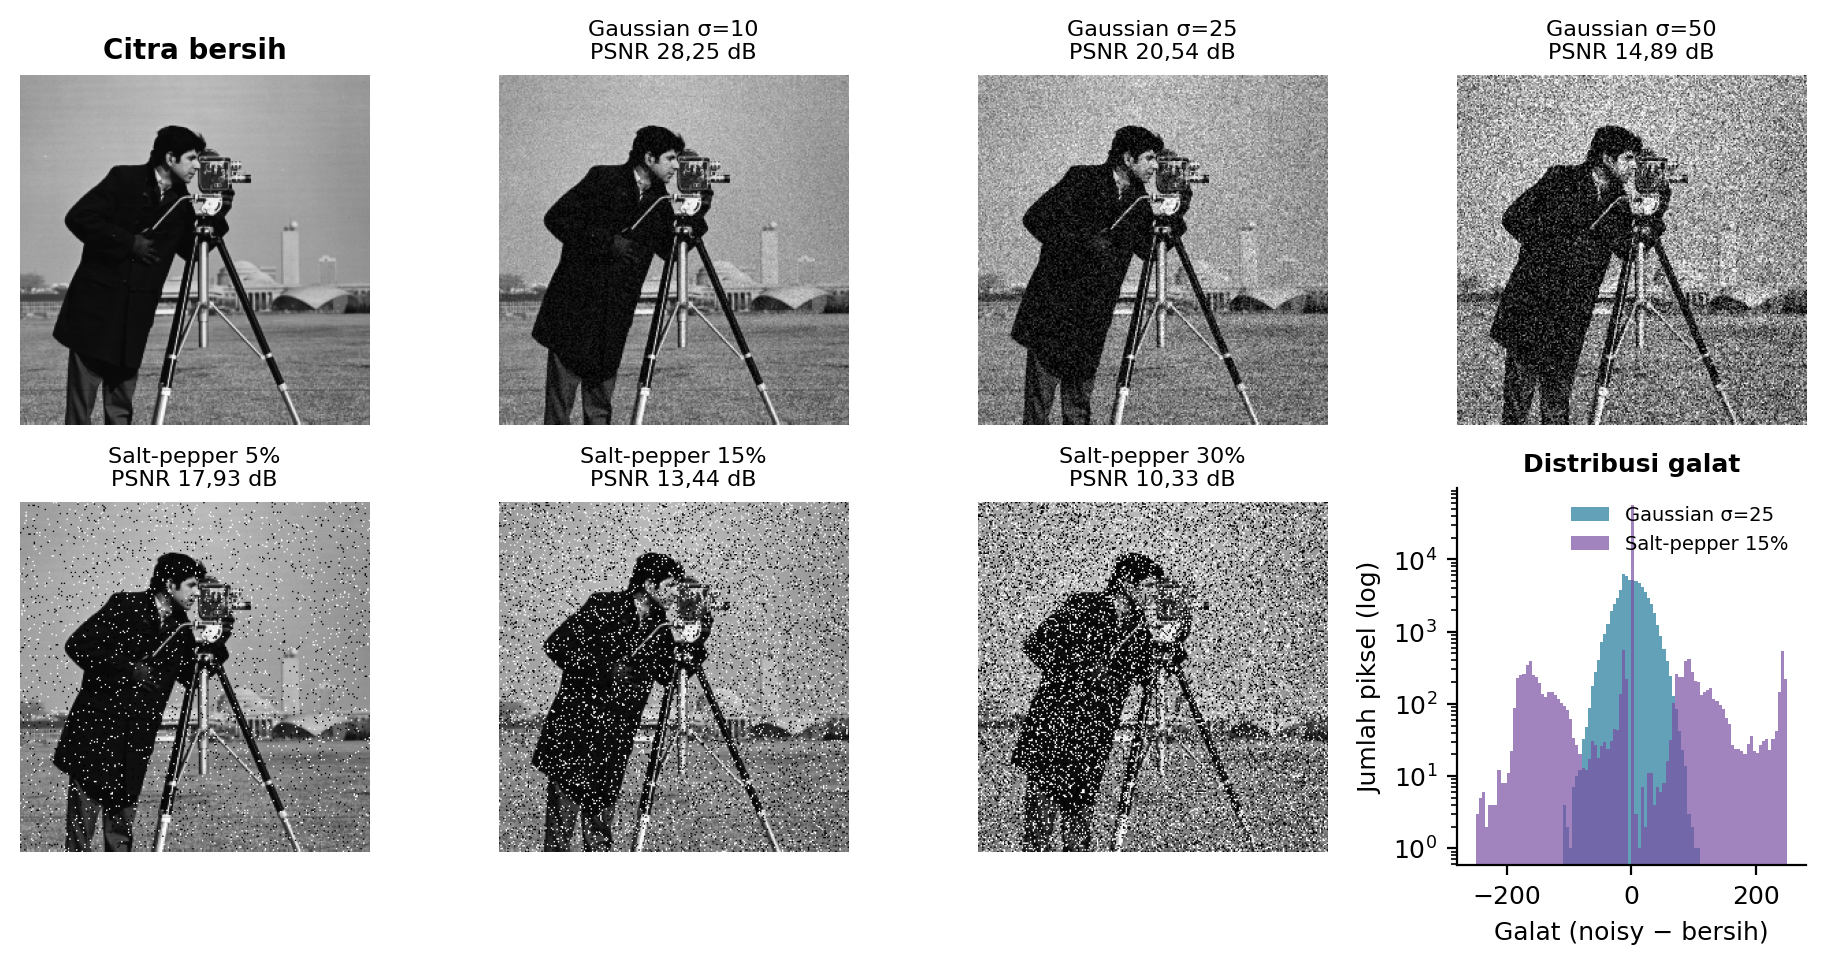 Citra bersih
Gaussian σ=10
PSNR 28,25 dB
Gaussian σ=25
PSNR 20,54 dB
Gaussian σ=50
PSNR 14,89 dB
Salt-pepper 5%
PSNR 17,93 dB
Salt-pepper 15%
PSNR 13,44 dB
Salt-pepper 30%
PSNR 10,33 dB
Distribusi galat
Gaussian σ=25
Salt-pepper 15%
Jumlah piksel (log)
10⁴
10³
10²
10¹
10⁰
−200 0 200
Galat (noisy − bersih)